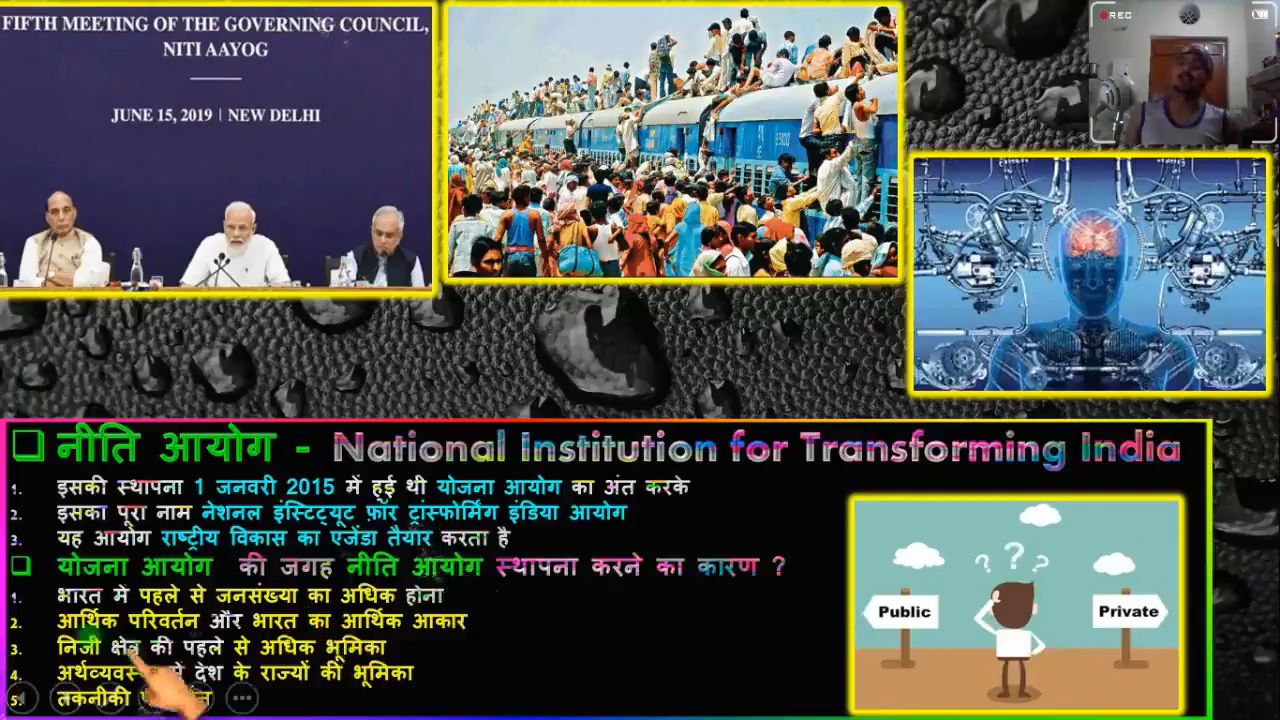 FIFTH MEETING OF THE GOVERNING COUNCIL,
NITI AAYOG
JUNE 15, 2019 | NEW DELHI
REC
❑ नीति आयोग - National Institution for Transforming India
1. इसकी स्थापना 1 जनवरी 2015 में हुई थी योजना आयोग का अंत करके
2. इसका पूरा नाम नेशनल इंस्टिट्यूट फ़ॉर ट्रांस्फोर्मिंग इंडिया आयोग
3. यह आयोग राष्ट्रीय विकास का एजेंडा तैयार करता है
❑ योजना आयोग की जगह नीति आयोग स्थापना करने का कारण ?
1. भारत में पहले से जनसंख्या का अधिक होना
2. आर्थिक परिवर्तन और भारत का आर्थिक आकार
3. निजी क्षेत्र की पहले से अधिक भूमिका
4. देश के राज्यों की भूमिका
5. तकनीकी
Public
Private